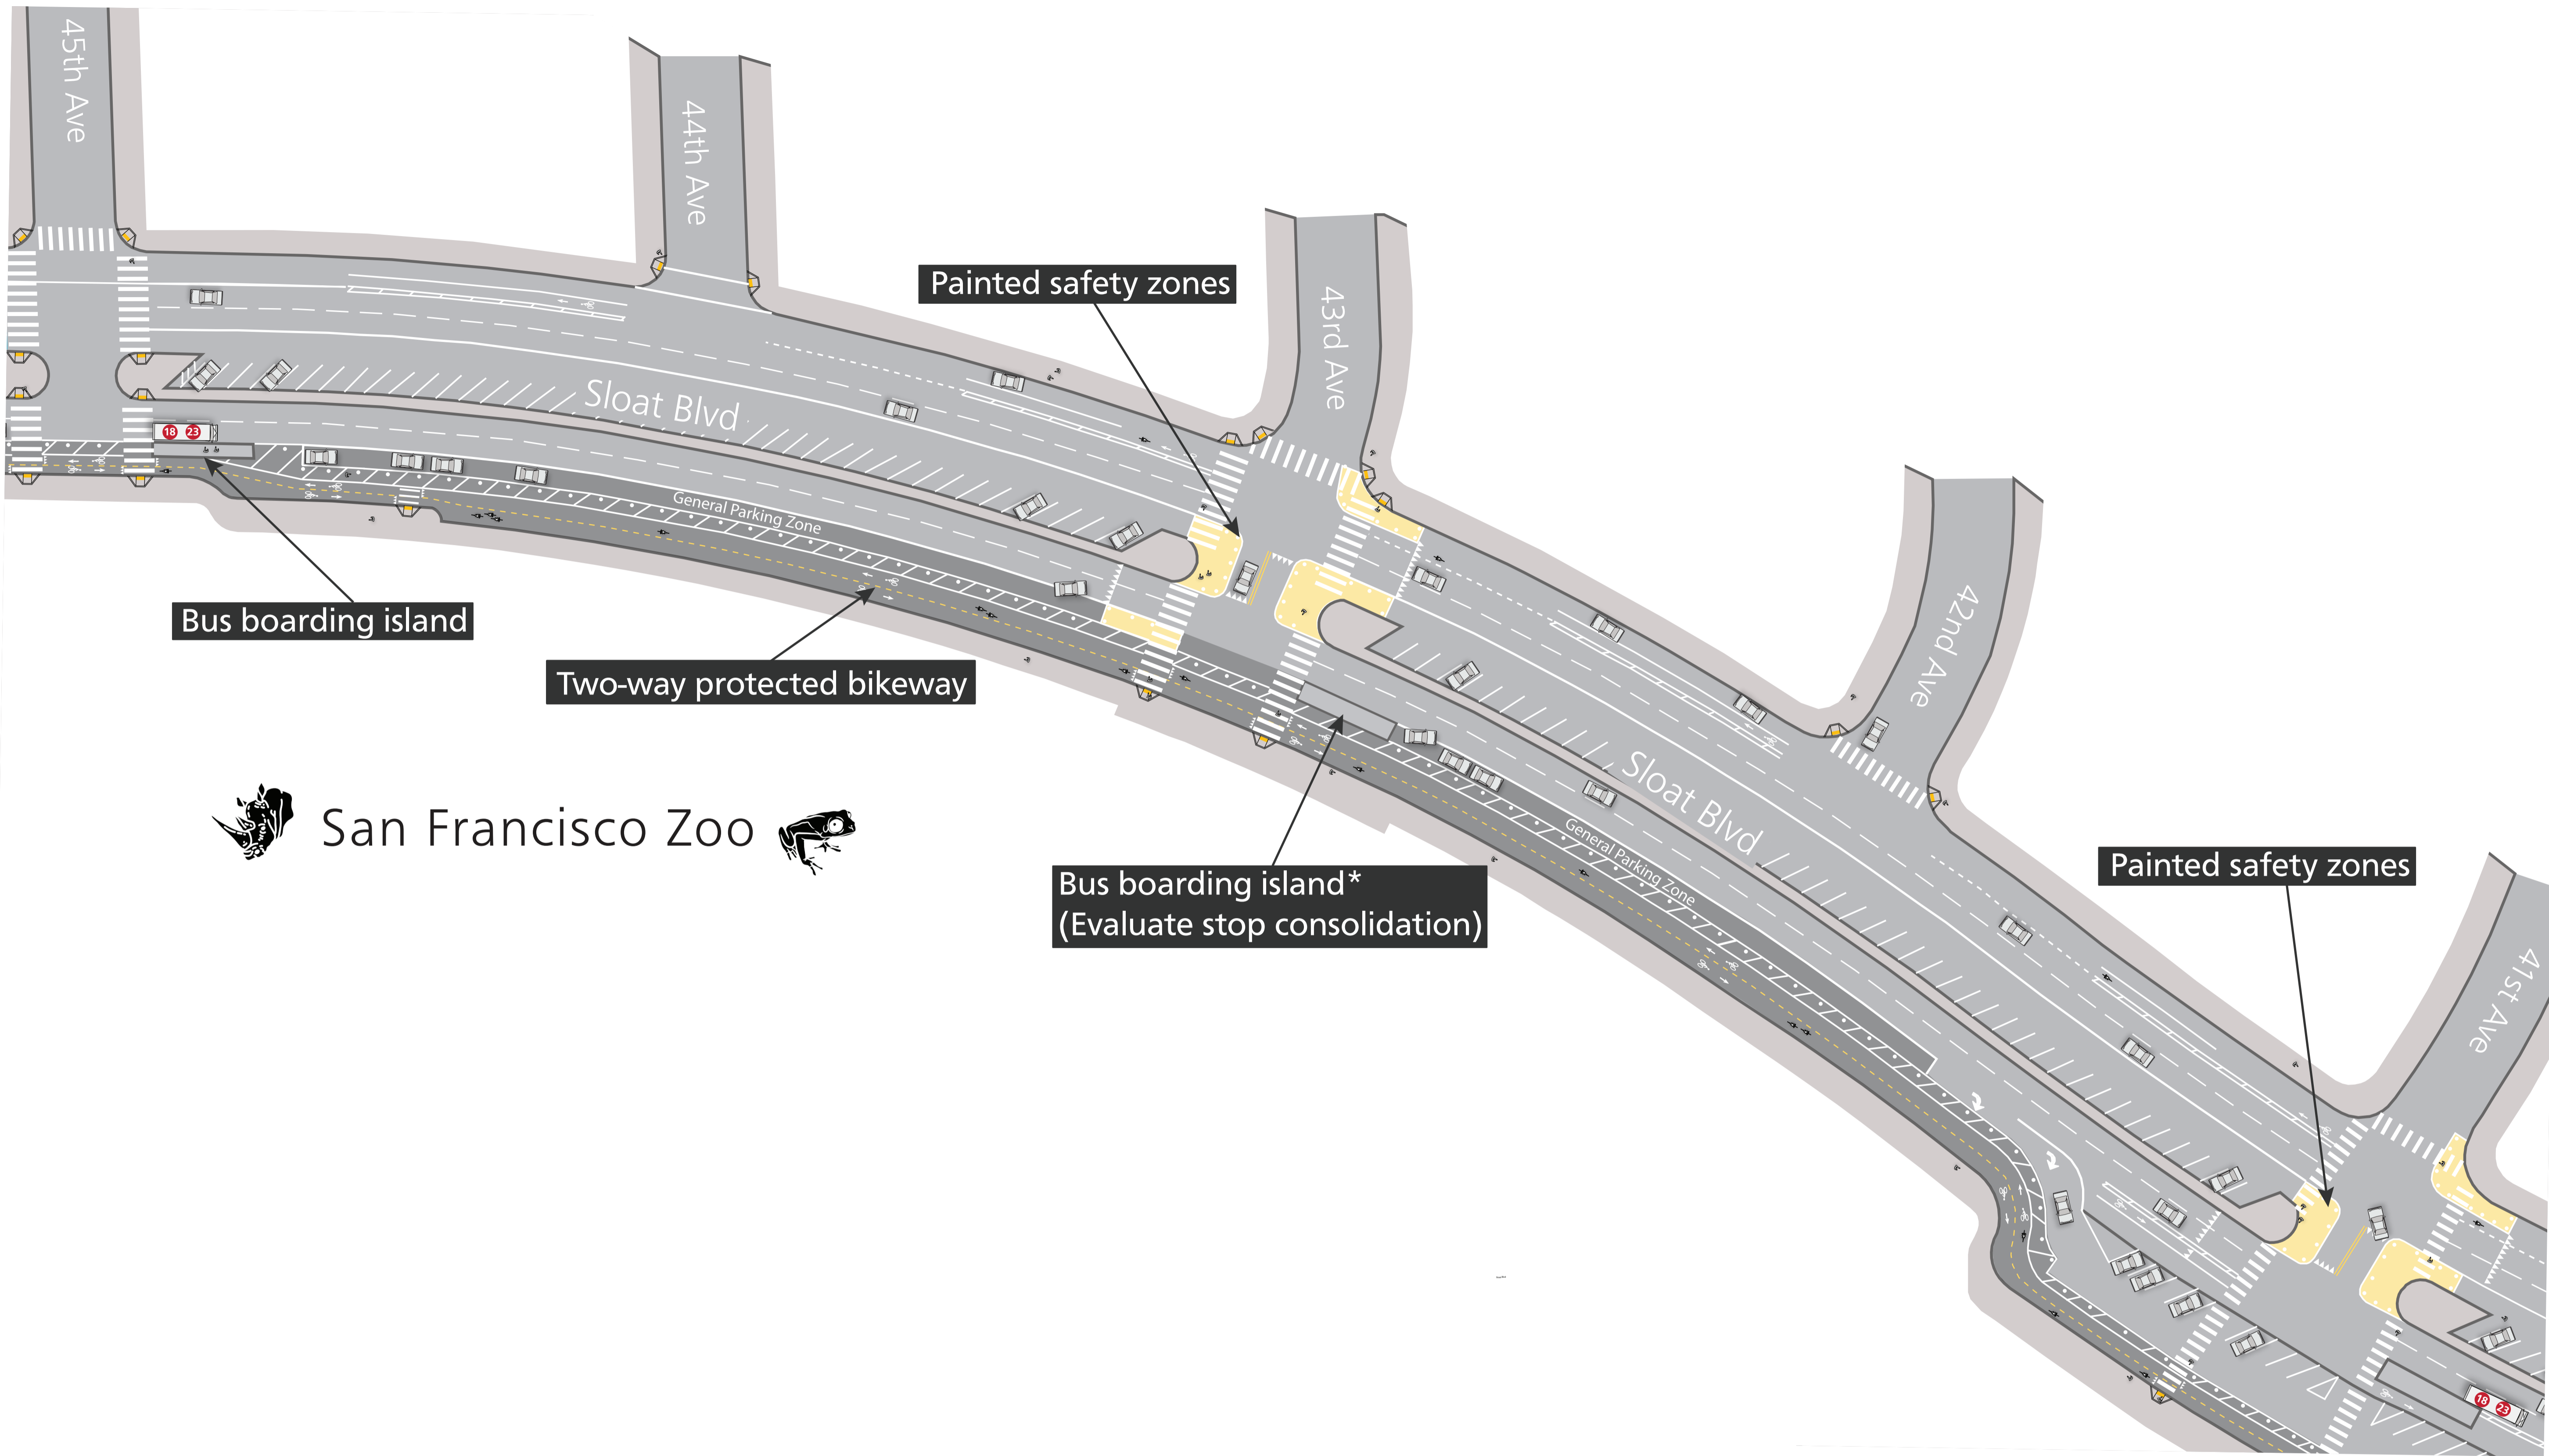 45th Ave
44th Ave
Painted safety zones
43rd Ave
Sloat Blvd
18 23
General Parking Zone
42nd Ave
Bus boarding island
Two-way protected bikeway
Sloat Blvd
San Francisco Zoo
General Parking Zone
Bus boarding island*
(Evaluate stop consolidation)
Painted safety zones
41st Ave
18 23